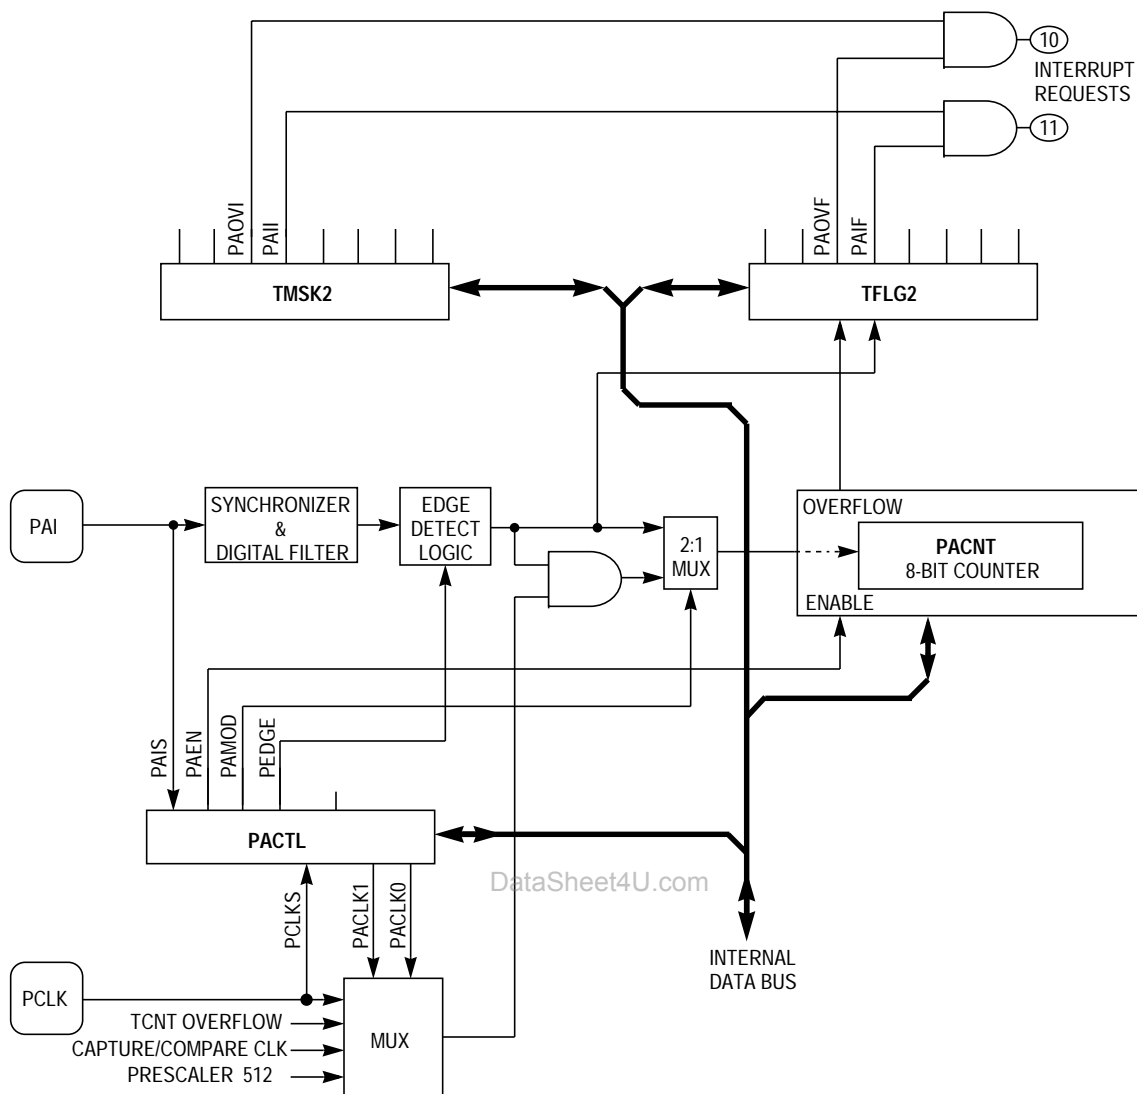 10
INTERRUPT
REQUESTS
11
PAOVI
PAII
PAOVF
PAIF
TMSK2
TFLG2
PAI
SYNCHRONIZER
&
DIGITAL FILTER
EDGE
DETECT
LOGIC
2:1
MUX
OVERFLOW
PACNT
8-BIT COUNTER
ENABLE
PAIS
PAEN
PAMOD
PEDGE
PACTL
DataSheet4U.com
PCLKS
PACLK1
PACLK0
INTERNAL
DATA BUS
PCLK
TCNT OVERFLOW
CAPTURE/COMPARE CLK
PRESCALER 512
MUX